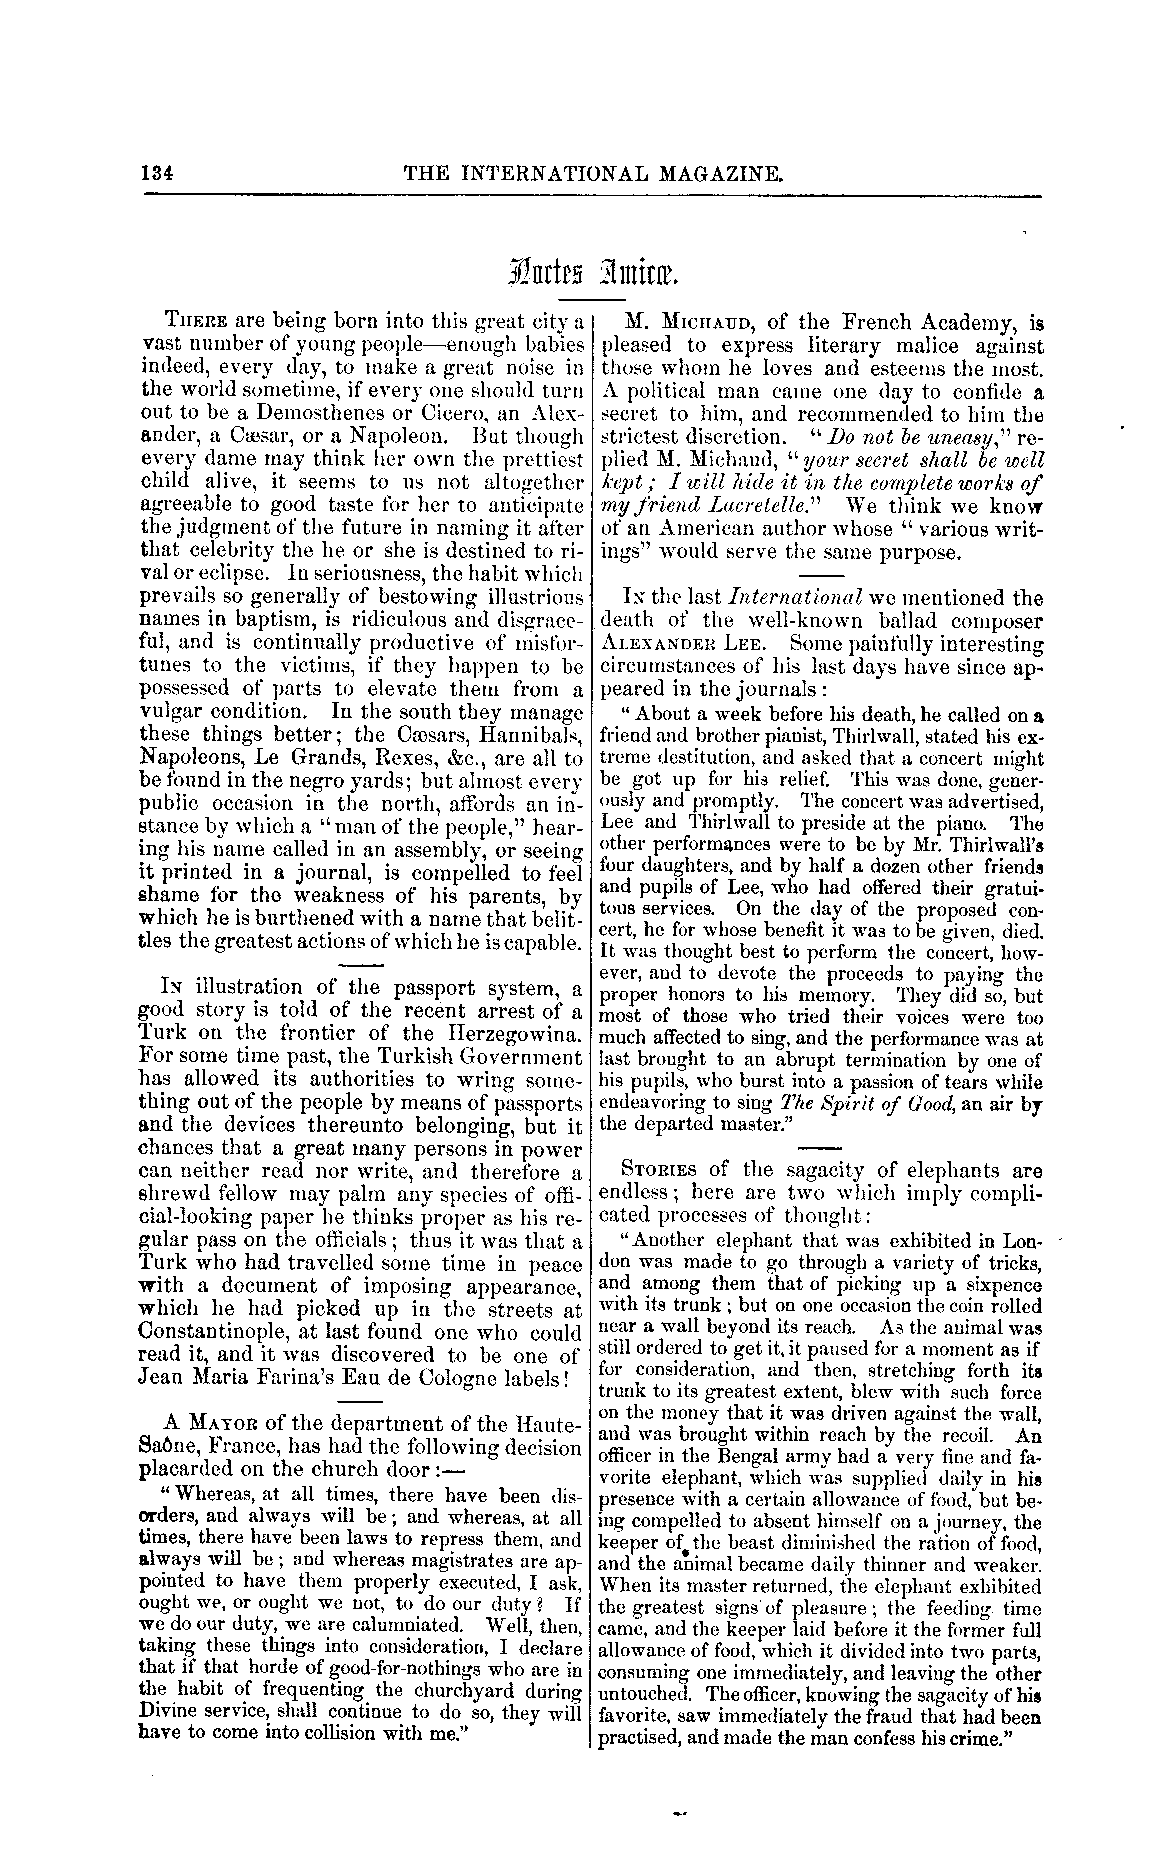 134 THE INTERNATIONAL MAGAZINE.
Noctes Amicæ.
THERE are being born into this great city a
vast number of young people—enough babies
indeed, every day, to make a great noise in
the world sometime, if every one should turn
out to be a Demosthenes or Cicero, an Alex-
ander, a Cæsar, or a Napoleon. But though
every dame may think her own the prettiest
child alive, it seems to us not altogether
agreeable to good taste for her to anticipate
the judgment of the future in naming it after
that celebrity the he or she is destined to ri-
val or eclipse. In seriousness, the habit which
prevails so generally of bestowing illustrious
names in baptism, is ridiculous and disgrace-
ful, and is continually productive of misfor-
tunes to the victims, if they happen to be
possessed of parts to elevate them from a
vulgar condition. In the south they manage
these things better; the Cæsars, Hannibals,
Napoleons, Le Grands, Rexes, &c., are all to
be found in the negro yards; but almost every
public occasion in the north, affords an in-
stance by which a "man of the people," hear-
ing his name called in an assembly, or seeing
it printed in a journal, is compelled to feel
shame for the weakness of his parents, by
which he is burthened with a name that belit-
tles the greatest actions of which he is capable.
IN illustration of the passport system, a
good story is told of the recent arrest of a
Turk on the frontier of the Herzegowina.
For some time past, the Turkish Government
has allowed its authorities to wring some-
thing out of the people by means of passports
and the devices thereunto belonging, but it
chances that a great many persons in power
can neither read nor write, and therefore a
shrewd fellow may palm any species of offi-
cial-looking paper he thinks proper as his re-
gular pass on the officials; thus it was that a
Turk who had travelled some time in peace
with a document of imposing appearance,
which he had picked up in the streets at
Constantinople, at last found one who could
read it, and it was discovered to be one of
Jean Maria Farina's Eau de Cologne labels!
A MAYOR of the department of the Haute-
Saône, France, has had the following decision
placarded on the church door:—
"Whereas, at all times, there have been dis-
orders, and always will be; and whereas, at all
times, there have been laws to repress them, and
always will be; and whereas magistrates are ap-
pointed to have them properly executed, I ask,
ought we, or ought we not, to do our duty? If
we do our duty, we are calumniated. Well, then,
taking these things into consideration, I declare
that if that horde of good-for-nothings who are in
the habit of frequenting the churchyard during
Divine service, shall continue to do so, they will
have to come into collision with me."
M. MICHAUD, of the French Academy, is
pleased to express literary malice against
those whom he loves and esteems the most.
A political man came one day to confide a
secret to him, and recommended to him the
strictest discretion. "Do not be uneasy," re-
plied M. Michaud, "your secret shall be well
kept; I will hide it in the complete works of
my friend Lacretelle." We think we know
of an American author whose "various writ-
ings" would serve the same purpose.
IN the last International we mentioned the
death of the well-known ballad composer
ALEXANDER LEE. Some painfully interesting
circumstances of his last days have since ap-
peared in the journals:
"About a week before his death, he called on a
friend and brother pianist, Thirlwall, stated his ex-
treme destitution, and asked that a concert might
be got up for his relief. This was done, gener-
ously and promptly. The concert was advertised,
Lee and Thirlwall to preside at the piano. The
other performances were to be by Mr. Thirlwall's
four daughters, and by half a dozen other friends
and pupils of Lee, who had offered their gratui-
tous services. On the day of the proposed con-
cert, he for whose benefit it was to be given, died.
It was thought best to perform the concert, how-
ever, and to devote the proceeds to paying the
proper honors to his memory. They did so, but
most of those who tried their voices were too
much affected to sing, and the performance was at
last brought to an abrupt termination by one of
his pupils, who burst into a passion of tears while
endeavoring to sing The Spirit of Good, an air by
the departed master."
STORIES of the sagacity of elephants are
endless; here are two which imply compli-
cated processes of thought:
"Another elephant that was exhibited in Lon-
don was made to go through a variety of tricks,
and among them that of picking up a sixpence
with its trunk; but on one occasion the coin rolled
near a wall beyond its reach. As the animal was
still ordered to get it, it paused for a moment as if
for consideration, and then, stretching forth its
trunk to its greatest extent, blew with such force
on the money that it was driven against the wall,
and was brought within reach by the recoil. An
officer in the Bengal army had a very fine and fa-
vorite elephant, which was supplied daily in his
presence with a certain allowance of food, but be-
ing compelled to absent himself on a journey, the
keeper of the beast diminished the ration of food,
and the animal became daily thinner and weaker.
When its master returned, the elephant exhibited
the greatest signs of pleasure; the feeding time
came, and the keeper laid before it the former full
allowance of food, which it divided into two parts,
consuming one immediately, and leaving the other
untouched. The officer, knowing the sagacity of his
favorite, saw immediately the fraud that had been
practised, and made the man confess his crime."